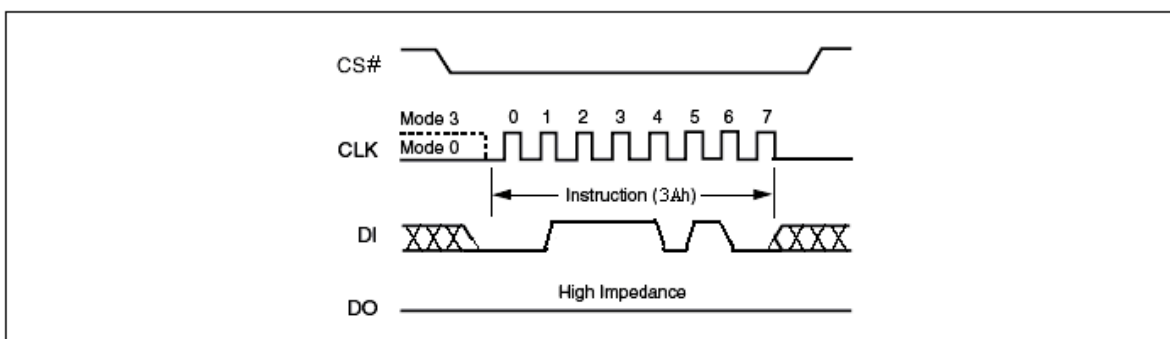 CS#
Mode 3 0 1 2 3 4 5 6 7
CLK Mode 0
Instruction (3Ah)
DI
High Impedance
DO